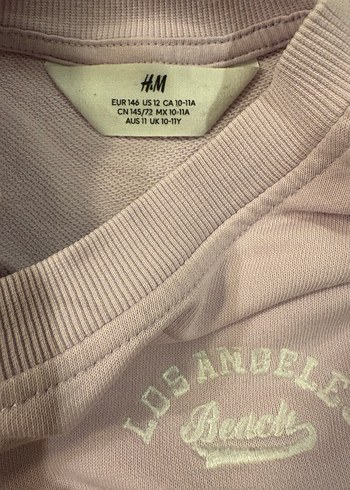 H&M
EUR 146 US 12 CA 10-11A
CN 145/72 MX 10-11A
AUS 11 UK 10-11Y
LOS ANGELES
Beach